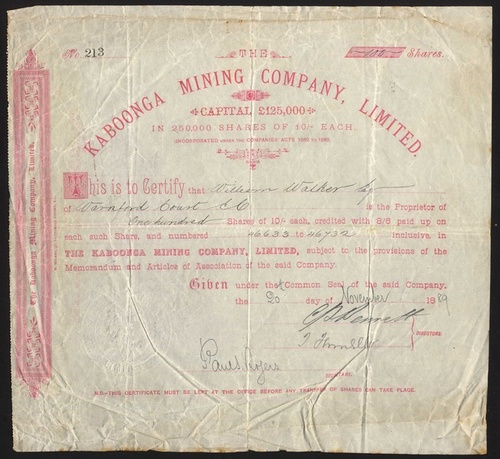 No. 213
100 Shares.
THE
KABOONGA MINING COMPANY, LIMITED.
CAPITAL £125,000
IN 250,000 SHARES OF 10/- EACH.
INCORPORATED UNDER THE COMPANIES ACTS 1862 TO 1883.
This is to Certify that William Walker Esq
of Warnford Court E.C. is the Proprietor of
One hundred Shares of 10/- each, credited with 8/6 paid up on
each such Share, and numbered 46633 to 46732 inclusive, in
THE KABOONGA MINING COMPANY, LIMITED, subject to the provisions of the
Memorandum and Articles of Association of the said Company.
Given under the Common Seal of the said Company,
the 20 day of November 1889
DIRECTORS.
SECRETARY.
N.B.—THIS CERTIFICATE MUST BE LEFT AT THE OFFICE BEFORE ANY TRANSFER OF SHARES CAN TAKE PLACE.
The Kaboonga Mining Company, Limited.